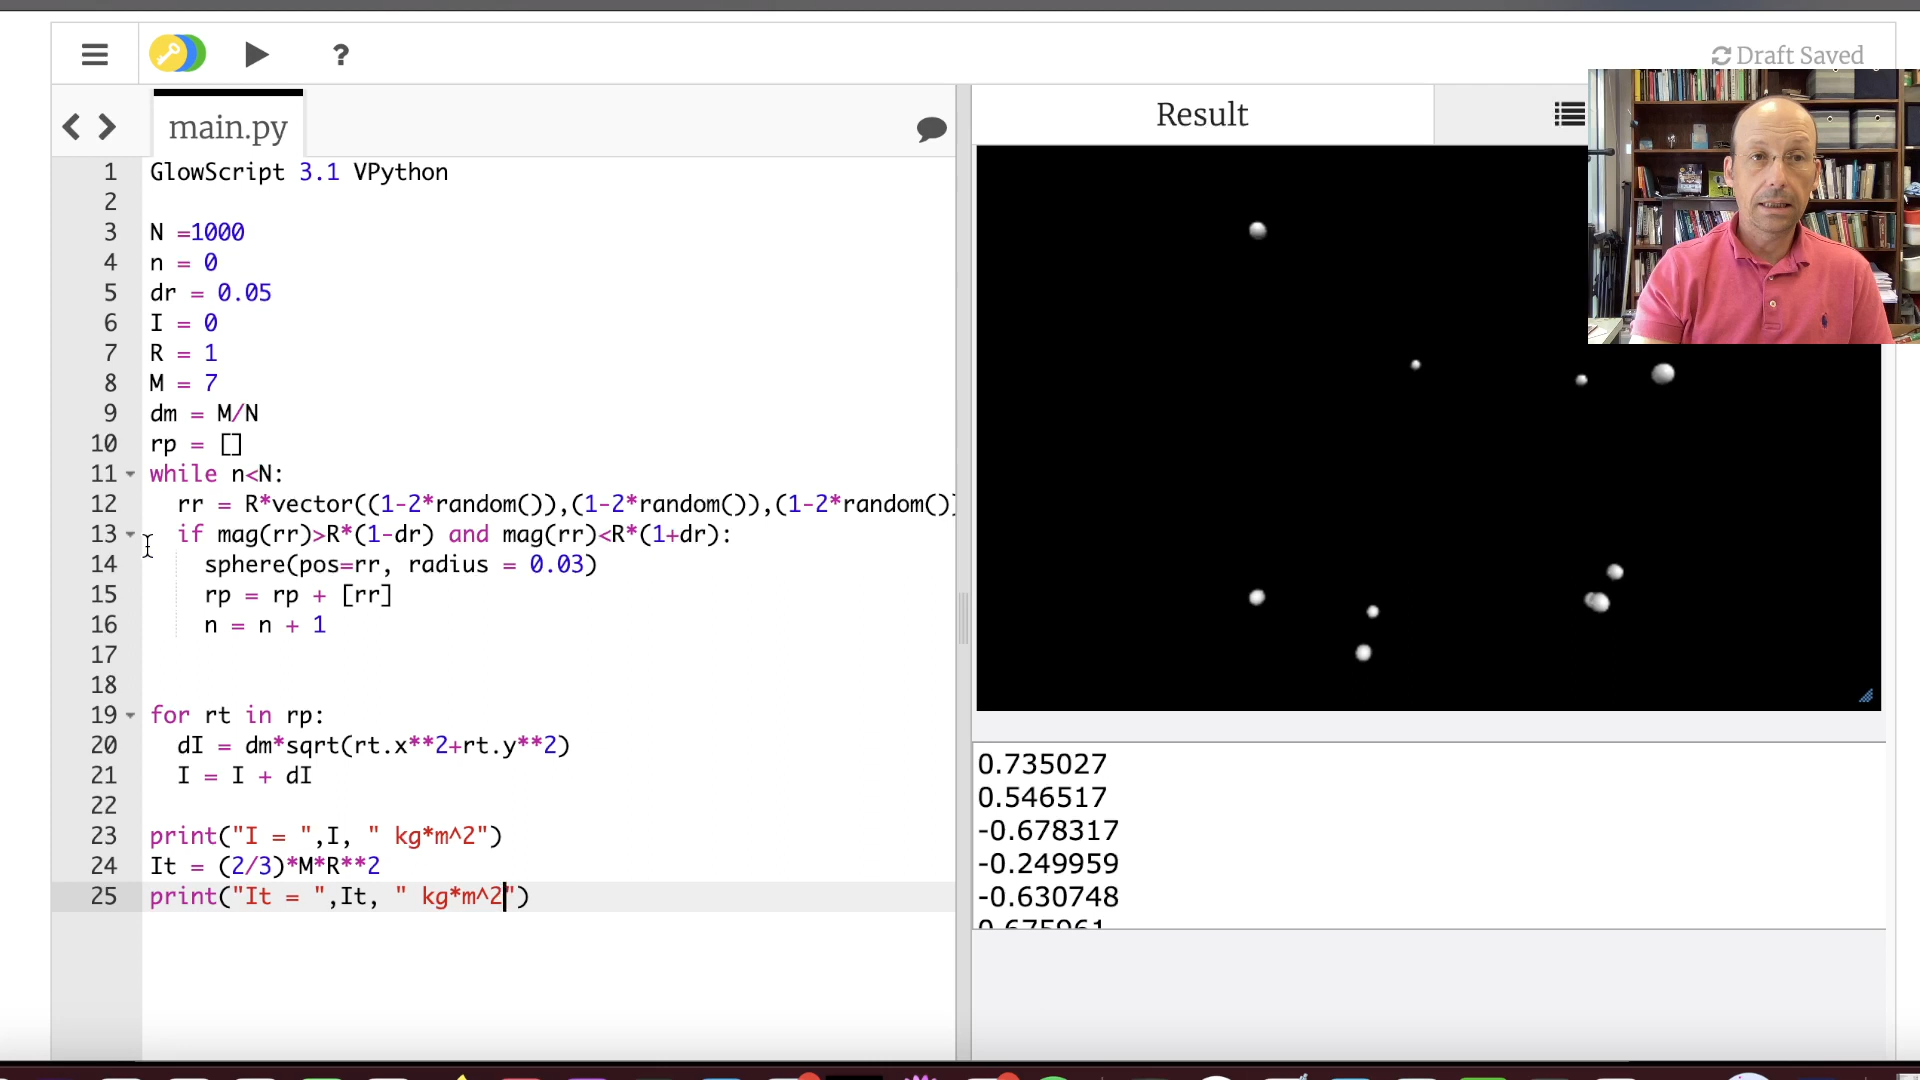 Draft Saved
main.py
Result
1 GlowScript 3.1 VPython
2
3 N =1000
4 n = 0
5 dr = 0.05
6 I = 0
7 R = 1
8 M = 7
9 dm = M/N
10 rp = []
11 while n<N:
12 rr = R*vector((1-2*random()),(1-2*random()),(1-2*random()
13 if mag(rr)>R*(1-dr) and mag(rr)<R*(1+dr):
14 sphere(pos=rr, radius = 0.03)
15 rp = rp + [rr]
16 n = n + 1
17
18
19 for rt in rp:
20 dI = dm*sqrt(rt.x**2+rt.y**2)
21 I = I + dI
22
23 print("I = ",I, " kg*m^2")
24 It = (2/3)*M*R**2
25 print("It = ",It, " kg*m^2")
0.735027
0.546517
-0.678317
-0.249959
-0.630748
0.675961